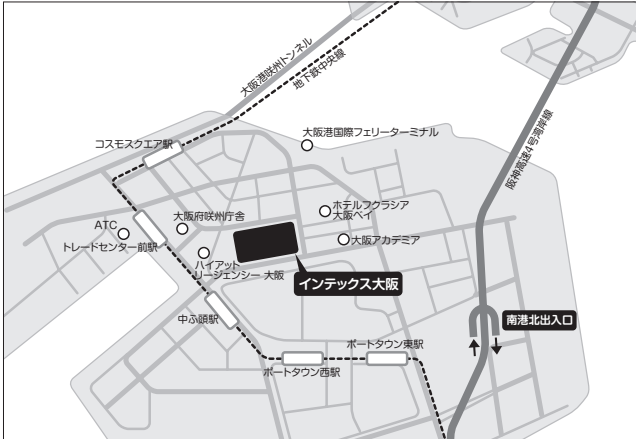 大阪港咲洲トンネル
地下鉄中央線
阪神高速4号湾岸線
大阪港国際フェリーターミナル
コスモスクエア駅
ホテルフクラシア
大阪ベイ
大阪府咲州庁舎
ATC
トレードセンター前駅
大阪アカデミア
ハイアット
リージェンシー 大阪
インテックス大阪
中ふ頭駅
南港北出入口
ポートタウン東駅
ポートタウン西駅